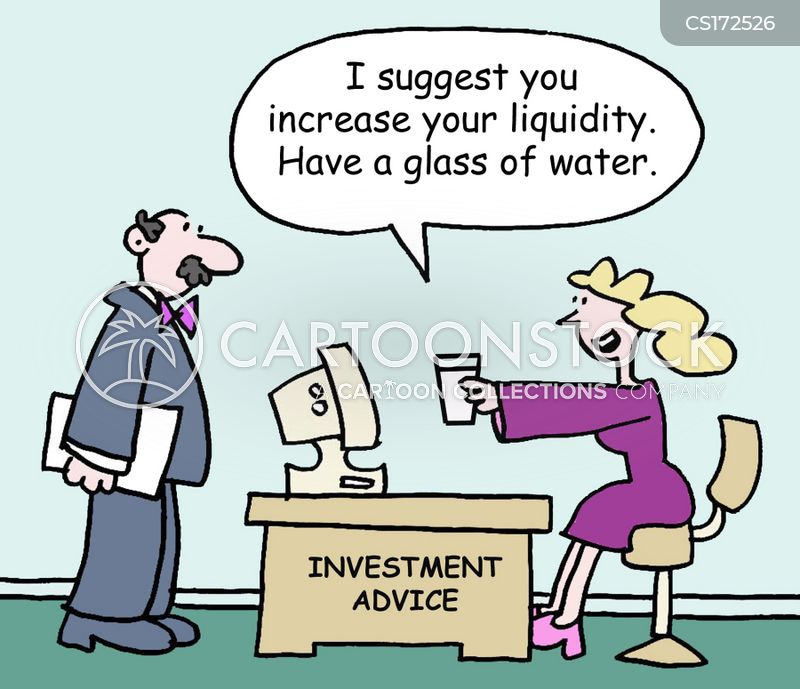 CS172526
I suggest you
increase your liquidity.
Have a glass of water.
CARTOONSTOCK
CARTOON COLLECTIONS COMPANY
INVESTMENT
ADVICE